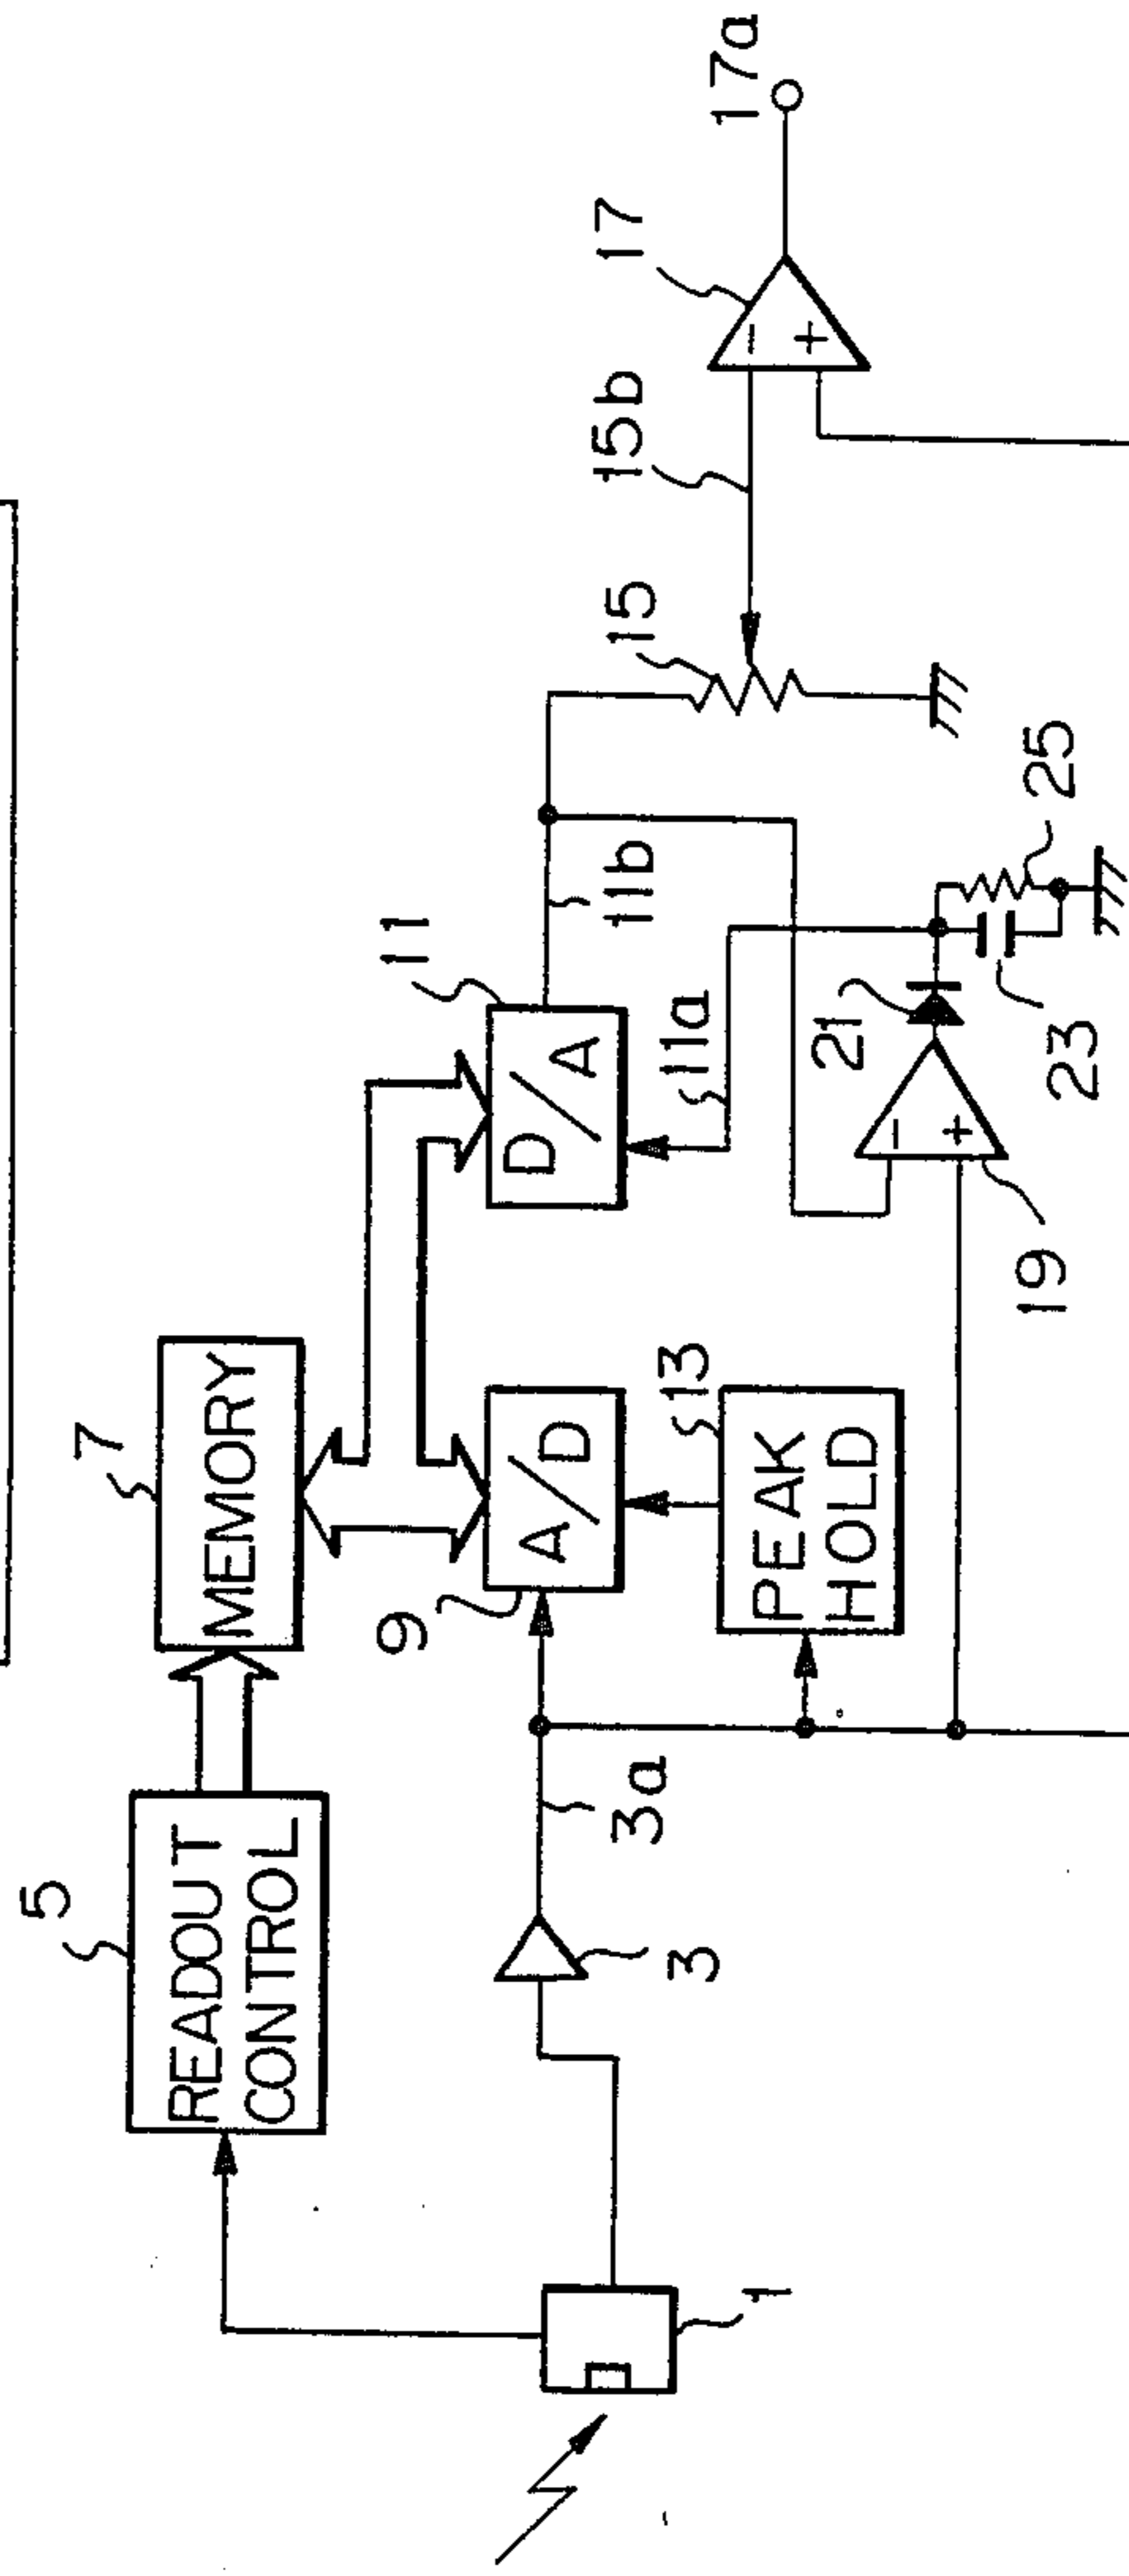 5
READOUT
CONTROL
7
MEMORY
1
3
3a
9
A/D
13
PEAK
HOLD
11
D/A
11a
11b
19
-
+
21
23
25
15
15b
17
-
+
17a